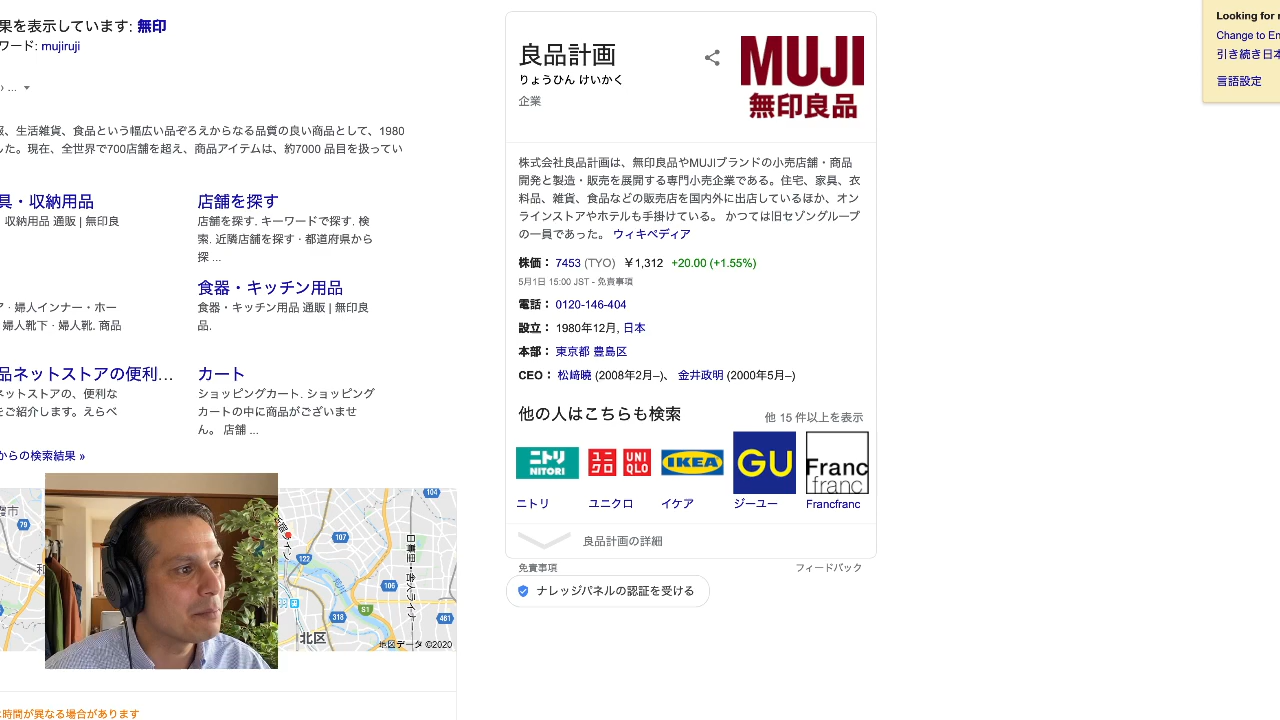 果を表示しています: 無印
ワード: mujiruji
› ...
服、生活雑貨、食品という幅広い品ぞろえからなる品質の良い商品として、1980
した。現在、全世界で700店舗を超え、商品アイテムは、約7000 品目を扱ってい
具・収納用品
収納用品 通販 | 無印良
店舗を探す
店舗を探す. キーワードで探す. 検
索. 近隣店舗を探す · 都道府県から
探 ...
ア · 婦人インナー・ホー
婦人靴下 · 婦人靴. 商品
食器・キッチン用品
食器・キッチン用品 通販 | 無印良
品.
品ネットストアの便利...
ネットストアの、便利な
をご紹介します。えらべ
カート
ショッピングカート. ショッピング
カートの中に商品がございませ
ん。 店舗 ...
からの検索結果 »
霞市
79
104
107
122
106
318
S1
461
日暮里・舎人ライナー
北区
地図データ ©2020
は時間が異なる場合があります
良品計画
りょうひん けいかく
企業
MUJI
無印良品
株式会社良品計画は、無印良品やMUJIブランドの小売店舗・商品
開発と製造・販売を展開する専門小売企業である。住宅、家具、衣
料品、雑貨、食品などの販売店を国内外に出店しているほか、オン
ラインストアやホテルも手掛けている。 かつては旧セゾングループ
の一員であった。 ウィキペディア
株価： 7453 (TYO) ￥1,312 +20.00 (+1.55%)
5月1日 15:00 JST - 免責事項
電話： 0120-146-404
設立： 1980年12月, 日本
本部： 東京都 豊島区
CEO： 松﨑曉 (2008年2月–)、 金井政明 (2000年5月–)
他の人はこちらも検索
他 15 件以上を表示
ニトリ
NITORI
ユニクロ
UNIQLO
IKEA
GU
Franc
franc
ニトリ
ユニクロ
イケア
ジーユー
Francfranc
良品計画の詳細
免責事項
フィードバック
ナレッジパネルの認証を受ける
Looking for
Change to En
引き続き日本
言語設定